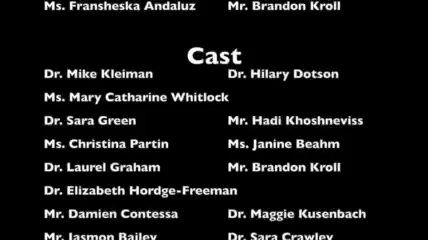 Ms. Fransheska Andaluz Mr. Brandon Kroll
Cast
Dr. Mike Kleiman Dr. Hilary Dotson
Ms. Mary Catharine Whitlock
Dr. Sara Green Mr. Hadi Khoshneviss
Ms. Christina Partin Ms. Janine Beahm
Dr. Laurel Graham Mr. Brandon Kroll
Dr. Elizabeth Hordge-Freeman
Mr. Damien Contessa Dr. Maggie Kusenbach
Mr. Jasmon Bailey Dr. Sara Crawley